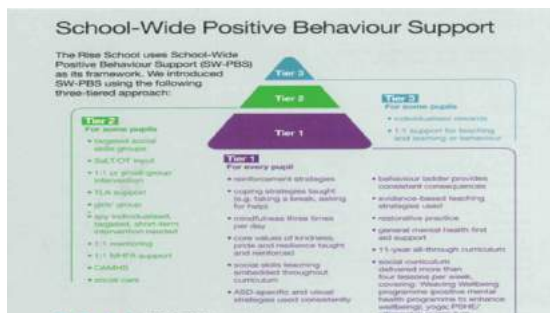 School-Wide Positive Behaviour Support
The Rise School uses School-Wide
Positive Behaviour Support (SW-PBS)
as its framework. We introduced
SW-PBS using the following
three-tiered approach:
Tier 3
Tier 2
Tier 1
Tier 2
For some pupils
• targeted social
skills groups
• SaLT/OT input
• 1:1 or small-group
intervention
• TLA support
• girls' group
• any individualised,
targeted, short-term
intervention needed
• 1:1 mentoring
• 1:1 MHFA support
• CAMHS
• social care
Tier 3
For some pupils
• individualised rewards
• 1:1 support for teaching
and learning or behaviour
Tier 1
For every pupil
• reinforcement strategies
• coping strategies taught
(e.g. taking a break, asking
for help)
• mindfulness three times
per day
• core values of kindness,
pride and resilience taught
and reinforced
• social skills teaching
embedded throughout
curriculum
• ASD-specific and visual
strategies used consistently
• behaviour ladder provides
consistent consequences
• evidence-based teaching
strategies used
• restorative practice
• general mental health first
aid support
• 11-year all-through curriculum
• social curriculum
delivered more than
four lessons per week,
covering: 'Weaving Wellbeing'
programme (positive mental
health programme to enhance
wellbeing), yoga; PSHE/